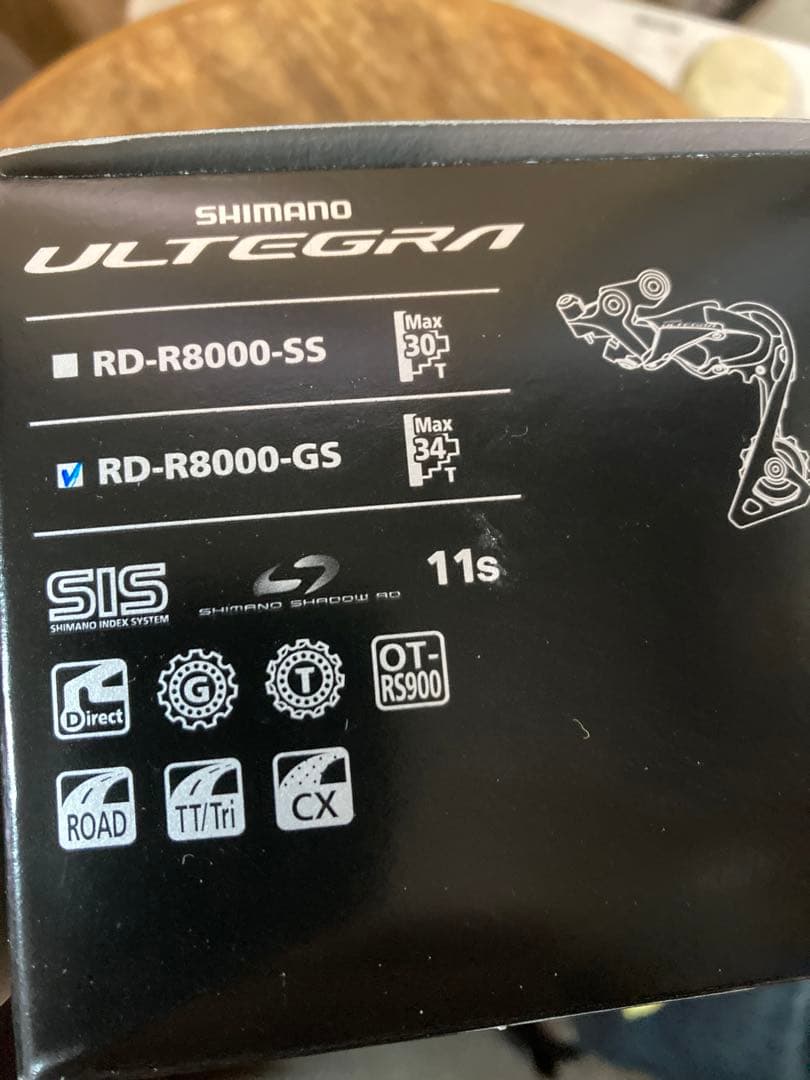 SHIMANO
ULTEGRA
RD-R8000-SS
Max
30
T
RD-R8000-GS
Max
34
T
SIS
SHIMANO INDEX SYSTEM
SHIMANO SHADOW RD
11s
Direct
G
T
OT-
RS900
ROAD
TT/Tri
CX
ULTEGRA